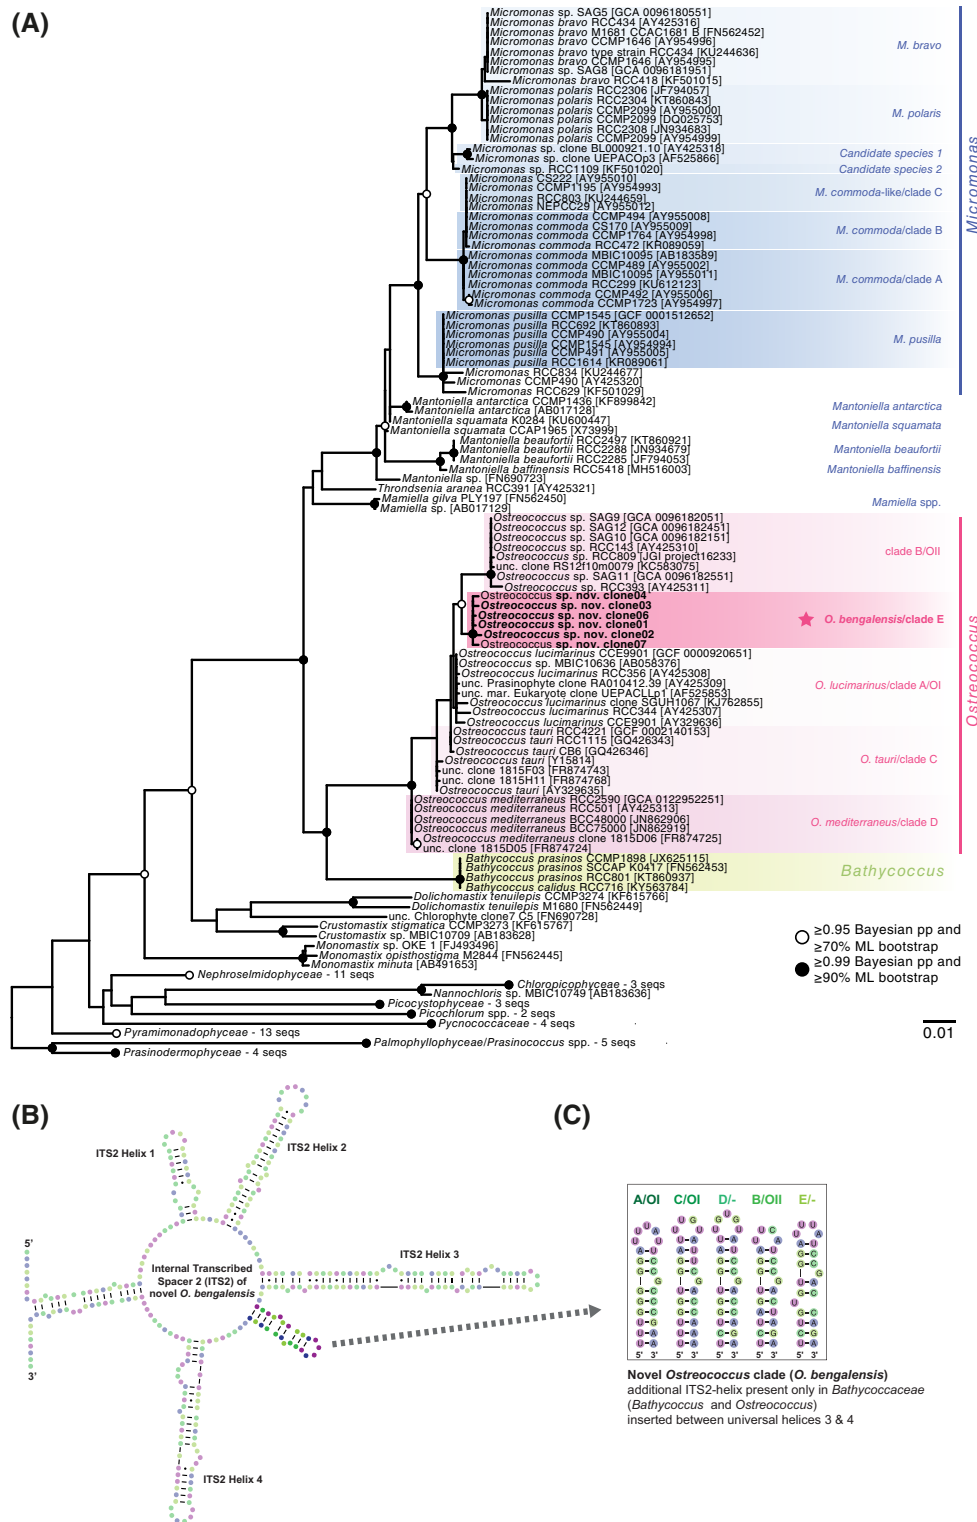 (A)
Micromonas sp. SAG5 [GCA 0096180551]
Micromonas bravo RCC434 [AY425316]
Micromonas bravo M1681 CCAC1681 B [FN562452]
Micromonas bravo CCMP1646 [AY954996]
Micromonas bravo type strain RCC434 [KU244636]
Micromonas bravo CCMP1646 [AY954995]
Micromonas sp. SAG8 [GCA 0096181951]
Micromonas bravo RCC418 [KF501015]
M. bravo
Micromonas polaris RCC2306 [JF794057]
Micromonas polaris RCC2304 [KT860843]
Micromonas polaris CCMP2099 [AY955000]
Micromonas polaris CCMP2099 [DQ025753]
Micromonas polaris RCC2308 [JN934683]
Micromonas polaris CCMP2099 [AY954999]
M. polaris
Micromonas sp. clone BL000921.10 [AY425318]
Micromonas sp. clone UEPACOp3 [AF525866]
Candidate species 1
Micromonas sp. RCC1109 [KF501020]
Candidate species 2
Micromonas CS222 [AY955010]
Micromonas CCMP1195 [AY954993]
Micromonas RCC803 [KU244659]
Micromonas NEPCC29 [AY955012]
M. commoda-like/clade C
Micromonas commoda CCMP494 [AY955008]
Micromonas commoda CS170 [AY955009]
Micromonas commoda CCMP1764 [AY954998]
Micromonas commoda RCC472 [KR089059]
M. commoda/clade B
Micromonas commoda MBIC10095 [AB183589]
Micromonas commoda CCMP489 [AY955002]
Micromonas commoda MBIC10095 [AY955011]
Micromonas commoda RCC299 [KU612123]
Micromonas commoda CCMP492 [AY955006]
Micromonas commoda CCMP1723 [AY954997]
M. commoda/clade A
Micromonas pusilla CCMP1545 [GCF 0001512652]
Micromonas pusilla RCC692 [KT860893]
Micromonas pusilla CCMP490 [AY955004]
Micromonas pusilla CCMP1545 [AY954994]
Micromonas pusilla CCMP491 [AY955005]
Micromonas pusilla RCC1614 [KR089061]
M. pusilla
Micromonas RCC834 [KU244677]
Micromonas CCMP490 [AY425320]
Micromonas RCC629 [KF501029]
Micromonas
Mantoniella antarctica CCMP1436 [KF899842]
Mantoniella antarctica [AB017128]
Mantoniella antarctica
Mantoniella squamata K0284 [KU600447]
Mantoniella squamata CCAP1965 [X73999]
Mantoniella squamata
Mantoniella beaufortii RCC2497 [KT860921]
Mantoniella beaufortii RCC2288 [JN934679]
Mantoniella beaufortii RCC2285 [JF794053]
Mantoniella beaufortii
Mantoniella baffinensis RCC5418 [MH516003]
Mantoniella baffinensis
Mantoniella sp. [FN690723]
Throndsenia aranea RCC391 [AY425321]
Mamiella gilva PLY197 [FN562450]
Mamiella sp. [AB017129]
Mamiella spp.
Ostreococcus sp. SAG9 [GCA 0096182051]
Ostreococcus sp. SAG12 [GCA 0096182451]
Ostreococcus sp. SAG10 [GCA 0096182151]
Ostreococcus sp. RCC143 [AY425310]
Ostreococcus sp. RCC809 [JGI project16233]
unc. clone RS12f10m0079 [KC583075]
Ostreococcus sp. SAG11 [GCA 0096182551]
Ostreococcus sp. RCC393 [AY425311]
clade B/OII
Ostreococcus sp. nov. clone04
Ostreococcus sp. nov. clone03
Ostreococcus sp. nov. clone06
Ostreococcus sp. nov. clone01
Ostreococcus sp. nov. clone02
Ostreococcus sp. nov. clone07
O. bengalensis/clade E
Ostreococcus lucimarinus CCE9901 [GCF 0000920651]
Ostreococcus sp. MBIC10636 [AB058376]
Ostreococcus lucimarinus RCC356 [AY425308]
unc. Prasinophyte clone RA010412.39 [AY425309]
unc. mar. Eukaryote clone UEPACLLp1 [AF525853]
Ostreococcus lucimarinus clone SGUH1067 [KJ762855]
Ostreococcus lucimarinus RCC344 [AY425307]
Ostreococcus lucimarinus CCE9901 [AY329636]
O. lucimarinus/clade A/OI
Ostreococcus tauri RCC4221 [GCF 0002140153]
Ostreococcus tauri RCC1115 [GQ426343]
Ostreococcus tauri CB6 [GQ426346]
Ostreococcus tauri [Y15814]
unc. clone 1815F03 [FR874743]
unc. clone 1815H11 [FR874768]
Ostreococcus tauri [AY329635]
O. tauri/clade C
Ostreococcus mediterraneus RCC2590 [GCA 0122952251]
Ostreococcus mediterraneus RCC501 [AY425313]
Ostreococcus mediterraneus BCC48000 [JN862906]
Ostreococcus mediterraneus BCC75000 [JN862919]
Ostreococcus mediterraneus clone 1815D06 [FR874725]
unc. clone 1815D05 [FR874724]
O. mediterraneus/clade D
Ostreococcus
Bathycoccus prasinos CCMP1898 [JX625115]
Bathycoccus prasinos SCCAP K0417 [FN562453]
Bathycoccus prasinos RCC801 [KT860937]
Bathycoccus calidus RCC716 [KY563784]
Bathycoccus
Dolichomastix tenuilepis CCMP3274 [KF615766]
Dolichomastix tenuilepis M1680 [FN562449]
unc. Chlorophyte clone7 C5 [FN690728]
Crustomastix stigmatica CCMP3273 [KF615767]
Crustomastix sp. MBIC10709 [AB183628]
Monomastix sp. OKE 1 [FJ493496]
Monomastix opisthostigma M2844 [FN562445]
Monomastix minuta [AB491653]
Nephroselmidophyceae - 11 seqs
Chloropicophyceae - 3 seqs
Nannochloris sp. MBIC10749 [AB183636]
Picocystophyceae - 3 seqs
Picochlorum spp. - 2 seqs
Pycnococcaceae - 4 seqs
Pyramimonadophyceae - 13 seqs
Palmophyllophyceae/Prasinococcus spp. - 5 seqs
Prasinodermophyceae - 4 seqs
≥0.95 Bayesian pp and
≥70% ML bootstrap
≥0.99 Bayesian pp and
≥90% ML bootstrap
0.01
(B)
ITS2 Helix 1
ITS2 Helix 2
ITS2 Helix 3
ITS2 Helix 4
5'
3'
Internal Transcribed
Spacer 2 (ITS2) of
novel O. bengalensis
(C)
A/OI C/OI D/- B/OII E/-
5' 3' 5' 3' 5' 3' 5' 3' 5' 3'
Novel Ostreococcus clade (O. bengalensis)
additional ITS2-helix present only in Bathycoccaceae
(Bathycoccus and Ostreococcus)
inserted between universal helices 3 & 4